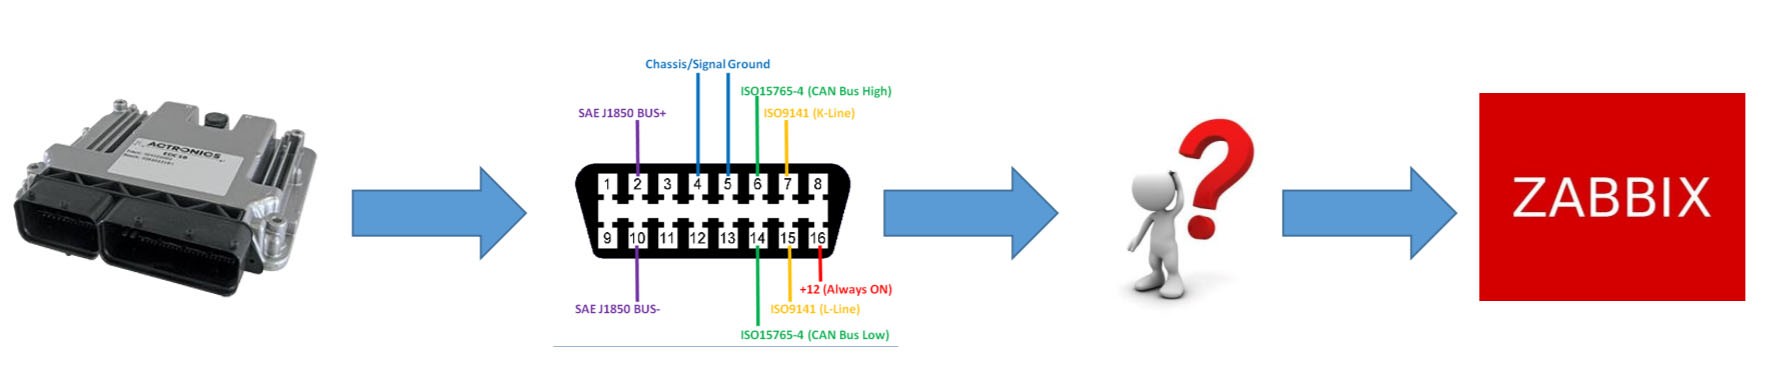 ACTRONICS
EDC16
Chassis/Signal Ground
ISO15765-4 (CAN Bus High)
SAE J1850 BUS+
ISO9141 (K-Line)
1 2 3 4 5 6 7 8
9 10 11 12 13 14 15 16
+12 (Always ON)
SAE J1850 BUS-
ISO9141 (L-Line)
ISO15765-4 (CAN Bus Low)
?
ZABBIX